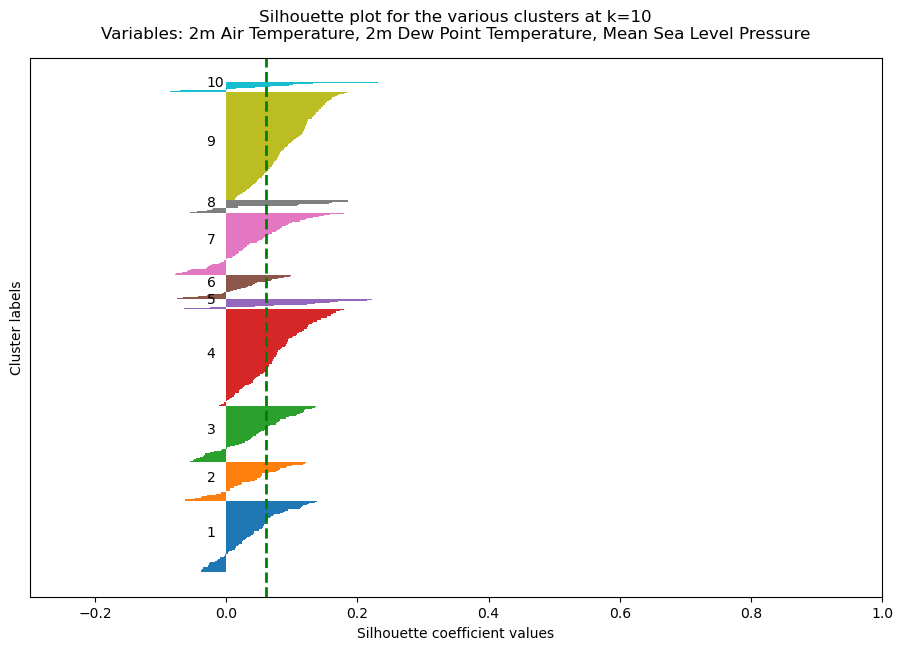 Silhouette plot for the various clusters at k=10
Variables: 2m Air Temperature, 2m Dew Point Temperature, Mean Sea Level Pressure
Cluster labels
10
9
8
7
6
5
4
3
2
1
−0.2 0.0 0.2 0.4 0.6 0.8 1.0
Silhouette coefficient values